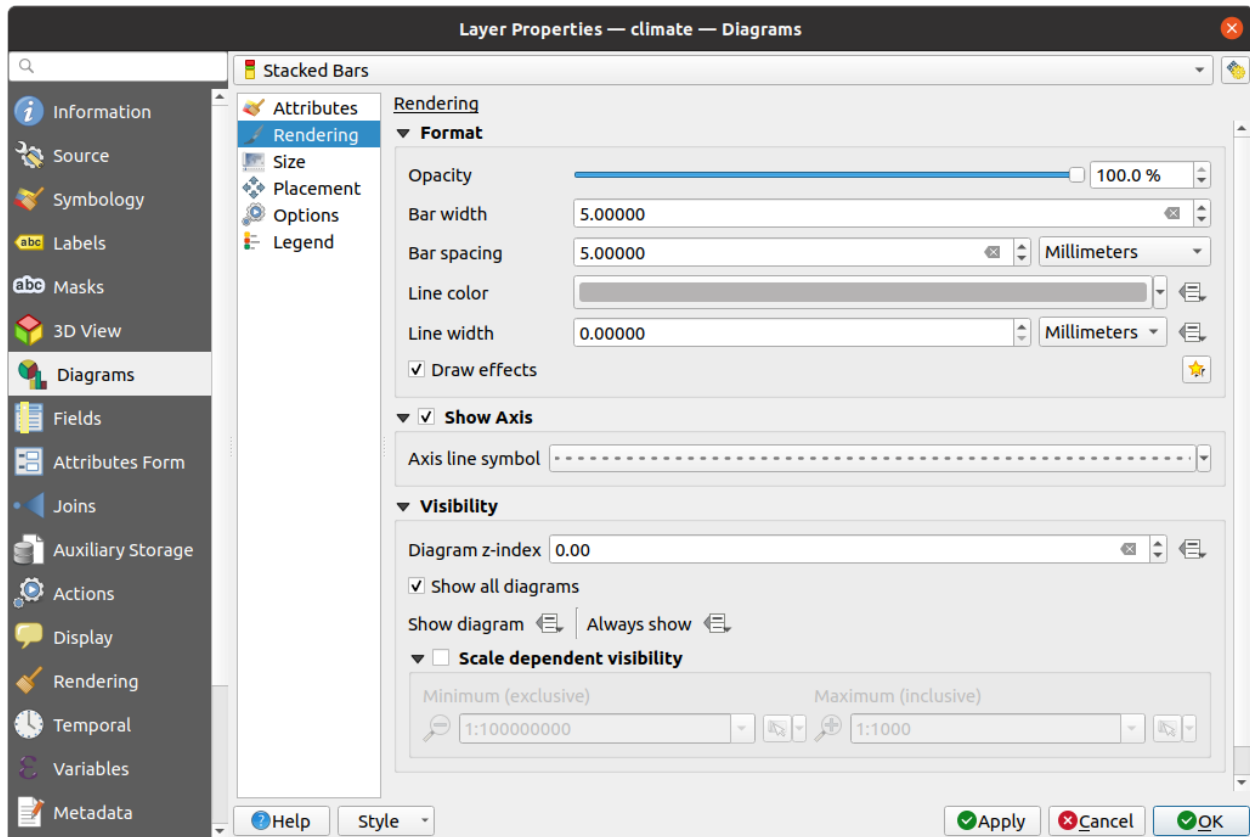 Layer Properties — climate — Diagrams
Stacked Bars
Information
Source
Symbology
abc Labels
abc Masks
3D View
Diagrams
Fields
Attributes Form
Joins
Auxiliary Storage
Actions
Display
Rendering
Temporal
Variables
Metadata
Attributes
Rendering
Size
Placement
Options
Legend
Rendering
Format
Opacity 100.0 %
Bar width 5.00000
Bar spacing 5.00000 Millimeters
Line color
Line width 0.00000 Millimeters
Draw effects
Show Axis
Axis line symbol
Visibility
Diagram z-index 0.00
Show all diagrams
Show diagram Always show
Scale dependent visibility
Minimum (exclusive) Maximum (inclusive)
1:100000000 1:1000
Help Style Apply Cancel OK